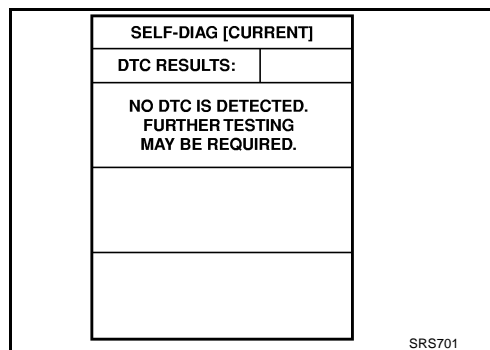 SELF-DIAG [CURRENT]
DTC RESULTS:
NO DTC IS DETECTED.
FURTHER TESTING
MAY BE REQUIRED.
SRS701